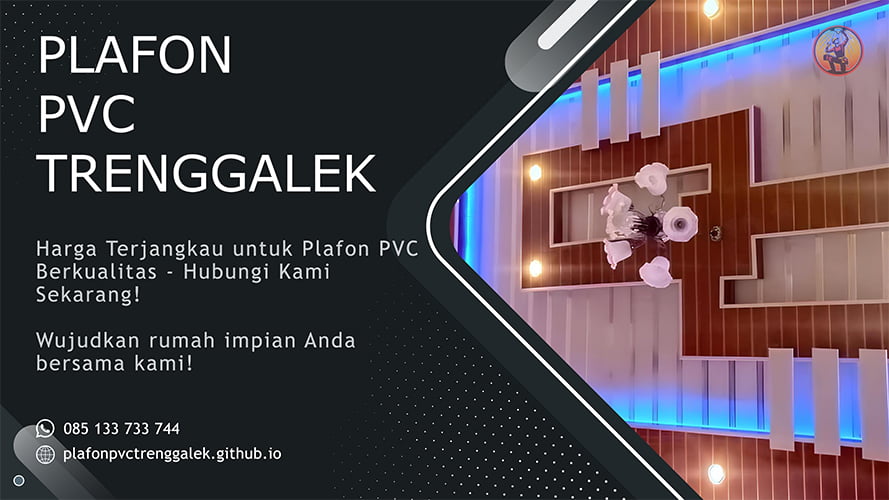 PLAFON
PVC
TRENGGALEK
Harga Terjangkau untuk Plafon PVC
Berkualitas - Hubungi Kami
Sekarang!
Wujudkan rumah impian Anda
bersama kami!
085 133 733 744
plafonpvctrenggalek.github.io